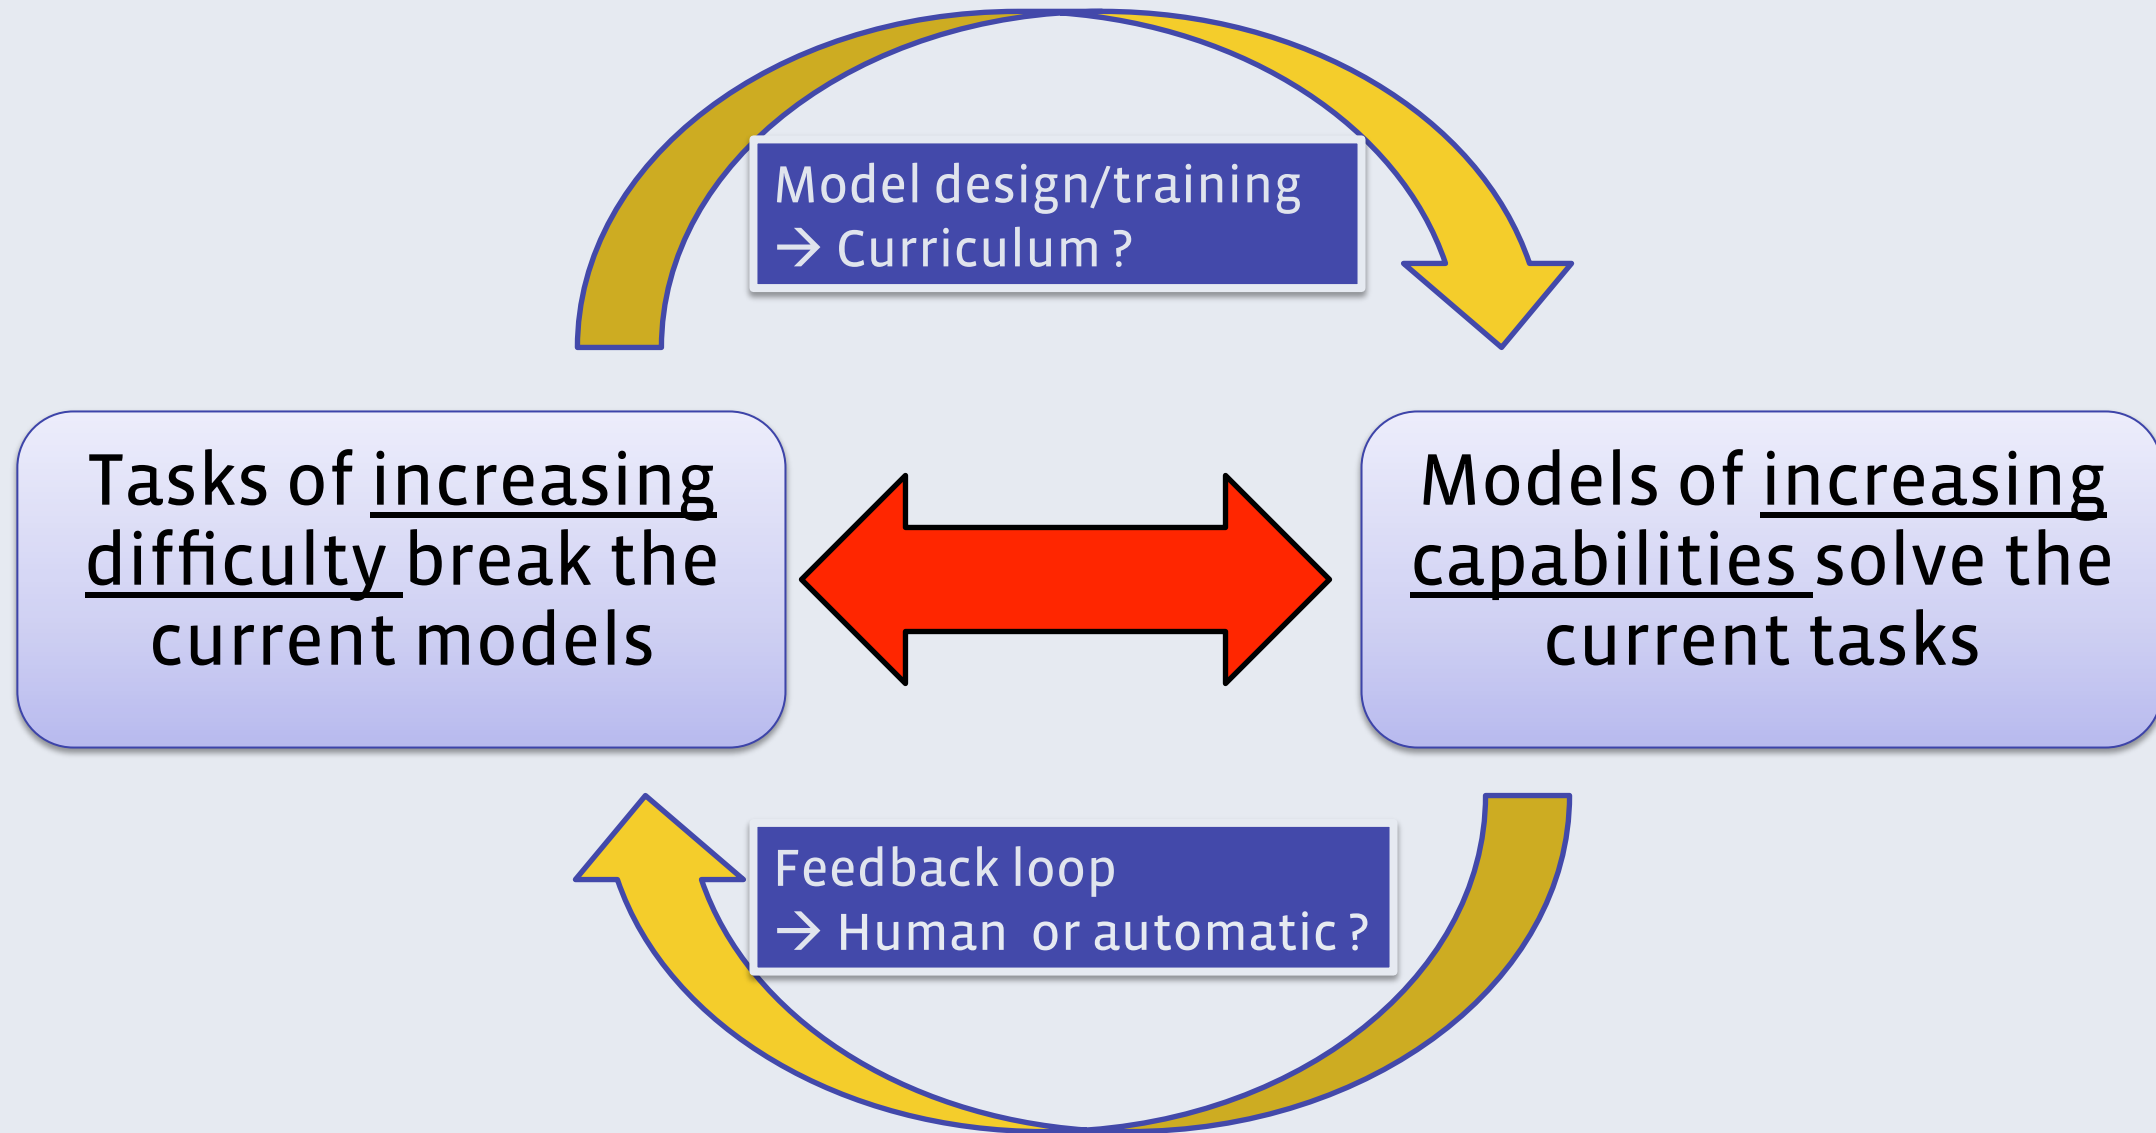 Model design/training
→ Curriculum ?
Tasks of increasing
difficulty break the
current models
Models of increasing
capabilities solve the
current tasks
Feedback loop
→ Human or automatic ?